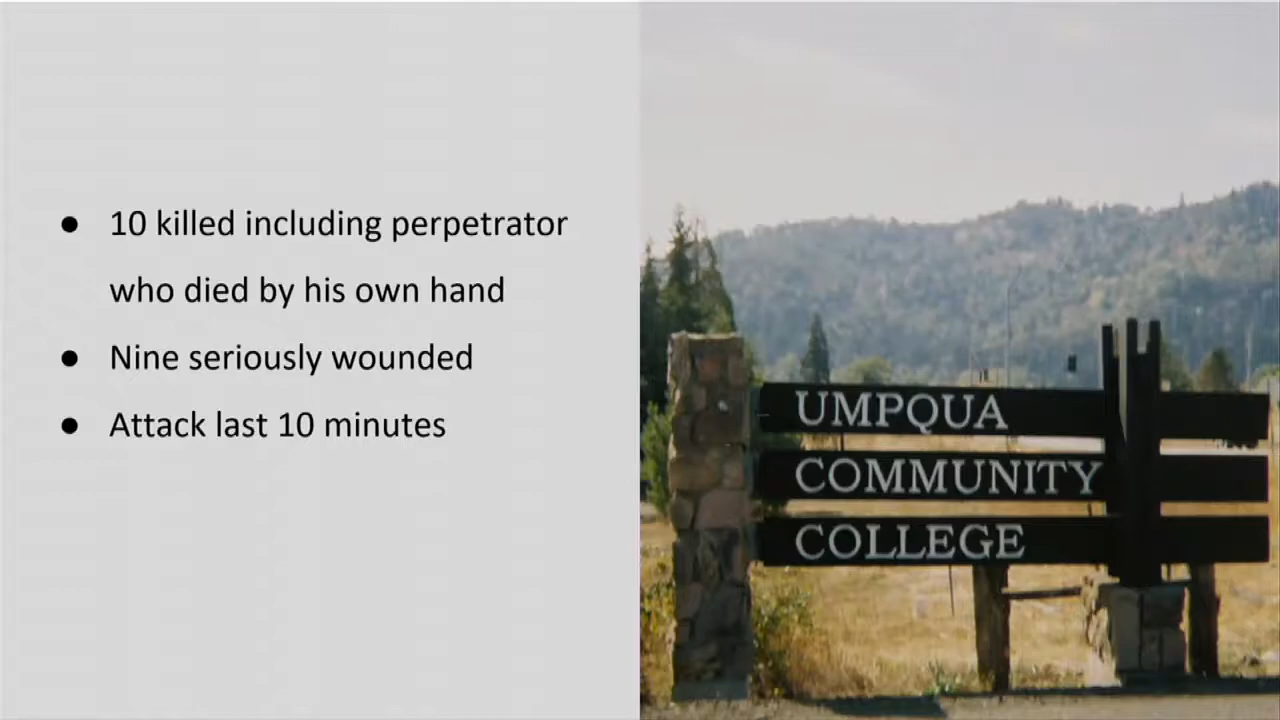 ● 10 killed including perpetrator
who died by his own hand
● Nine seriously wounded
● Attack last 10 minutes
UMPQUA
COMMUNITY
COLLEGE